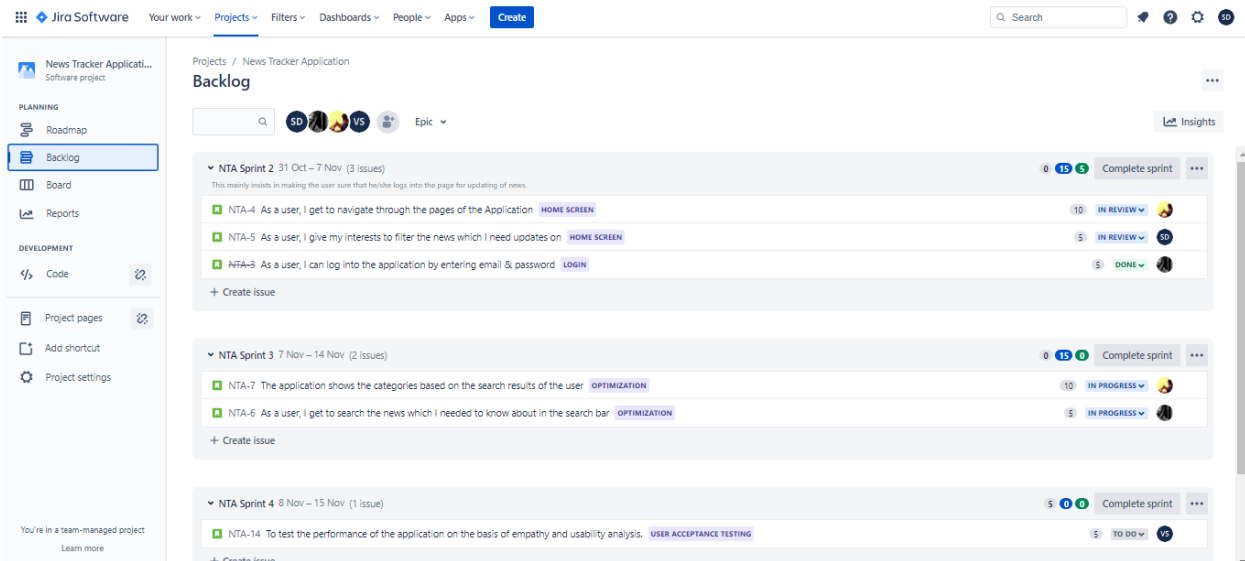 Jira Software Your work Projects Filters Dashboards People Apps Create Search SD
News Tracker Applicati...
Software project
PLANNING
Roadmap
Backlog
Board
Reports
DEVELOPMENT
Code
Project pages
Add shortcut
Project settings
You're in a team-managed project
Learn more
Projects / News Tracker Application
Backlog
SD VS Epic Insights
NTA Sprint 2 31 Oct – 7 Nov (3 issues) 0 15 5 Complete sprint
This mainly insists in making the user sure that he/she logs into the page for updating of news.
NTA-4 As a user, I get to navigate through the pages of the Application HOME SCREEN 10 IN REVIEW
NTA-5 As a user, I give my interests to filter the news which I need updates on HOME SCREEN 5 IN REVIEW SD
NTA-3 As a user, I can log into the application by entering email & password LOGIN 5 DONE
+ Create issue
NTA Sprint 3 7 Nov – 14 Nov (2 issues) 0 15 0 Complete sprint
NTA-7 The application shows the categories based on the search results of the user OPTIMIZATION 10 IN PROGRESS
NTA-6 As a user, I get to search the news which I needed to know about in the search bar OPTIMIZATION 5 IN PROGRESS
+ Create issue
NTA Sprint 4 8 Nov – 15 Nov (1 issue) 5 0 0 Complete sprint
NTA-14 To test the performance of the application on the basis of empathy and usability analysis. USER ACCEPTANCE TESTING 5 TO DO VS
+ Create issue